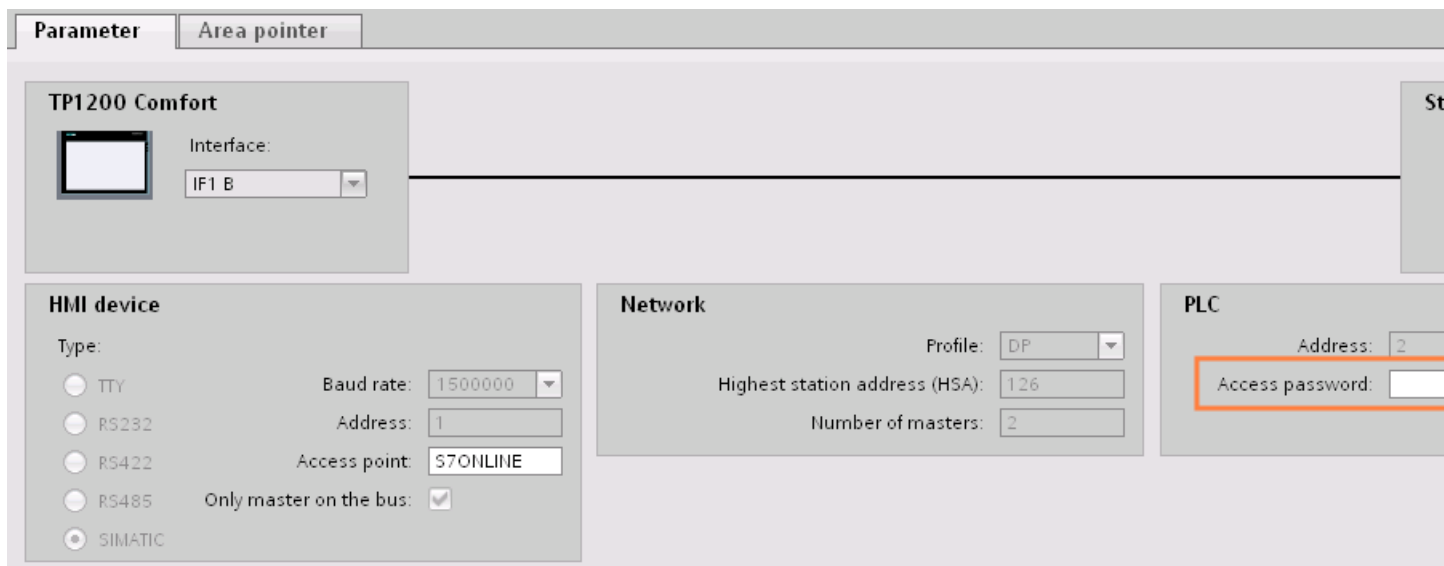 Parameter
Area pointer
TP1200 Comfort
Interface:
IF1 B
St
HMI device
Type:
TTY
RS232
RS422
RS485
SIMATIC
Baud rate: 1500000
Address: 1
Access point: S7ONLINE
Only master on the bus:
Network
Profile: DP
Highest station address (HSA): 126
Number of masters: 2
PLC
Address: 2
Access password: